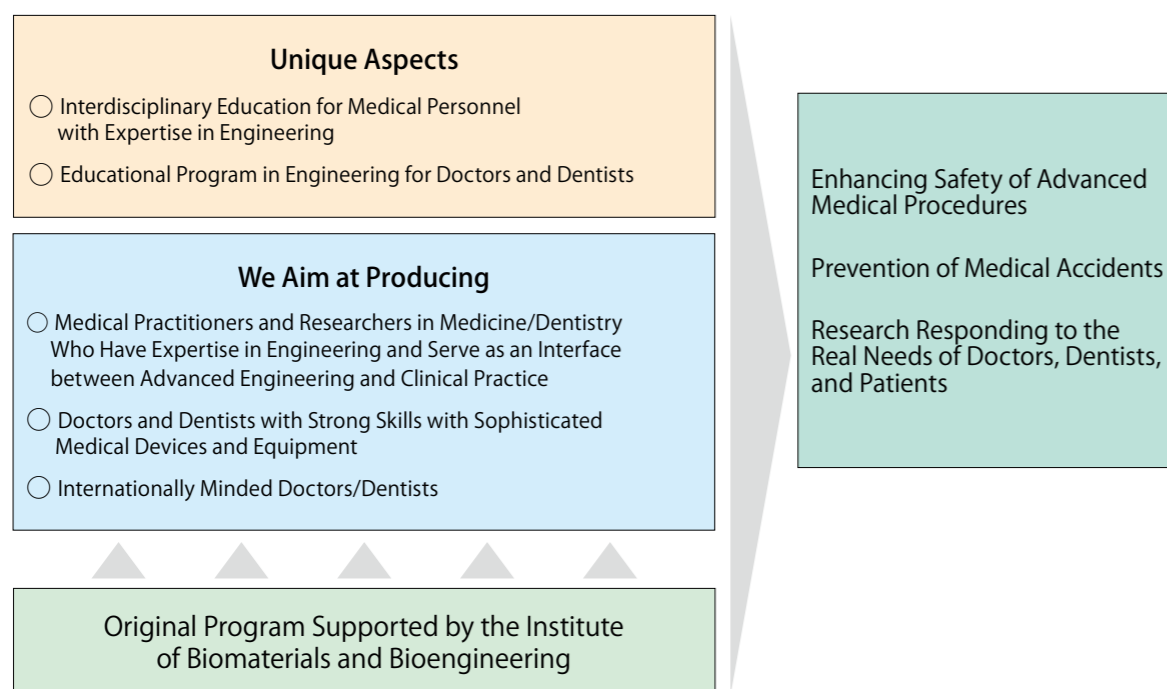 Unique Aspects
○ Interdisciplinary Education for Medical Personnel
with Expertise in Engineering
○ Educational Program in Engineering for Doctors and Dentists
We Aim at Producing
○ Medical Practitioners and Researchers in Medicine/Dentistry
Who Have Expertise in Engineering and Serve as an Interface
between Advanced Engineering and Clinical Practice
○ Doctors and Dentists with Strong Skills with Sophisticated
Medical Devices and Equipment
○ Internationally Minded Doctors/Dentists
Original Program Supported by the Institute
of Biomaterials and Bioengineering
Enhancing Safety of Advanced
Medical Procedures
Prevention of Medical Accidents
Research Responding to the
Real Needs of Doctors, Dentists,
and Patients